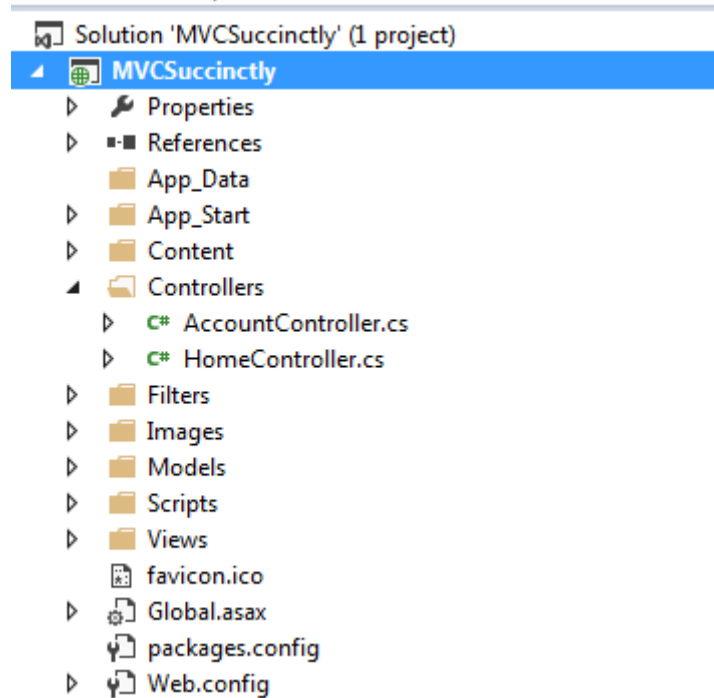 Solution 'MVCSuccinctly' (1 project)
MVCSuccinctly
Properties
References
App_Data
App_Start
Content
Controllers
C# AccountController.cs
C# HomeController.cs
Filters
Images
Models
Scripts
Views
favicon.ico
Global.asax
packages.config
Web.config